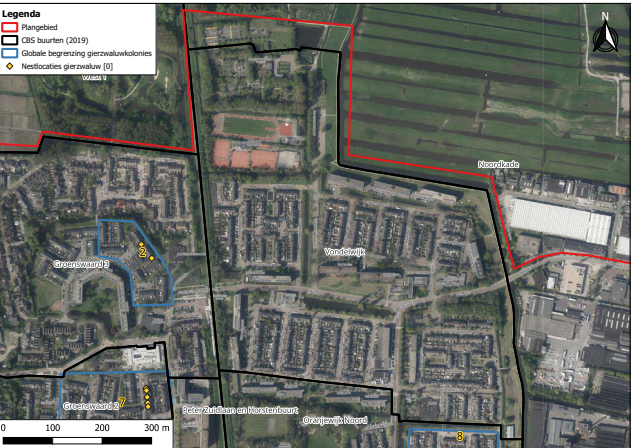 Legenda
Plangebied
CBS buurten (2019)
Globale begrenzing gierzwaluwkolonies
Nestlocaties gierzwaluw [0]
N
Noordkade
Vondelwijk
2
Groenswaard 3
Groenswaard 2
7
Peter Zuidlaan en Horstenbuurt
Oranjewijk Noord
8
0 100 200 300 m